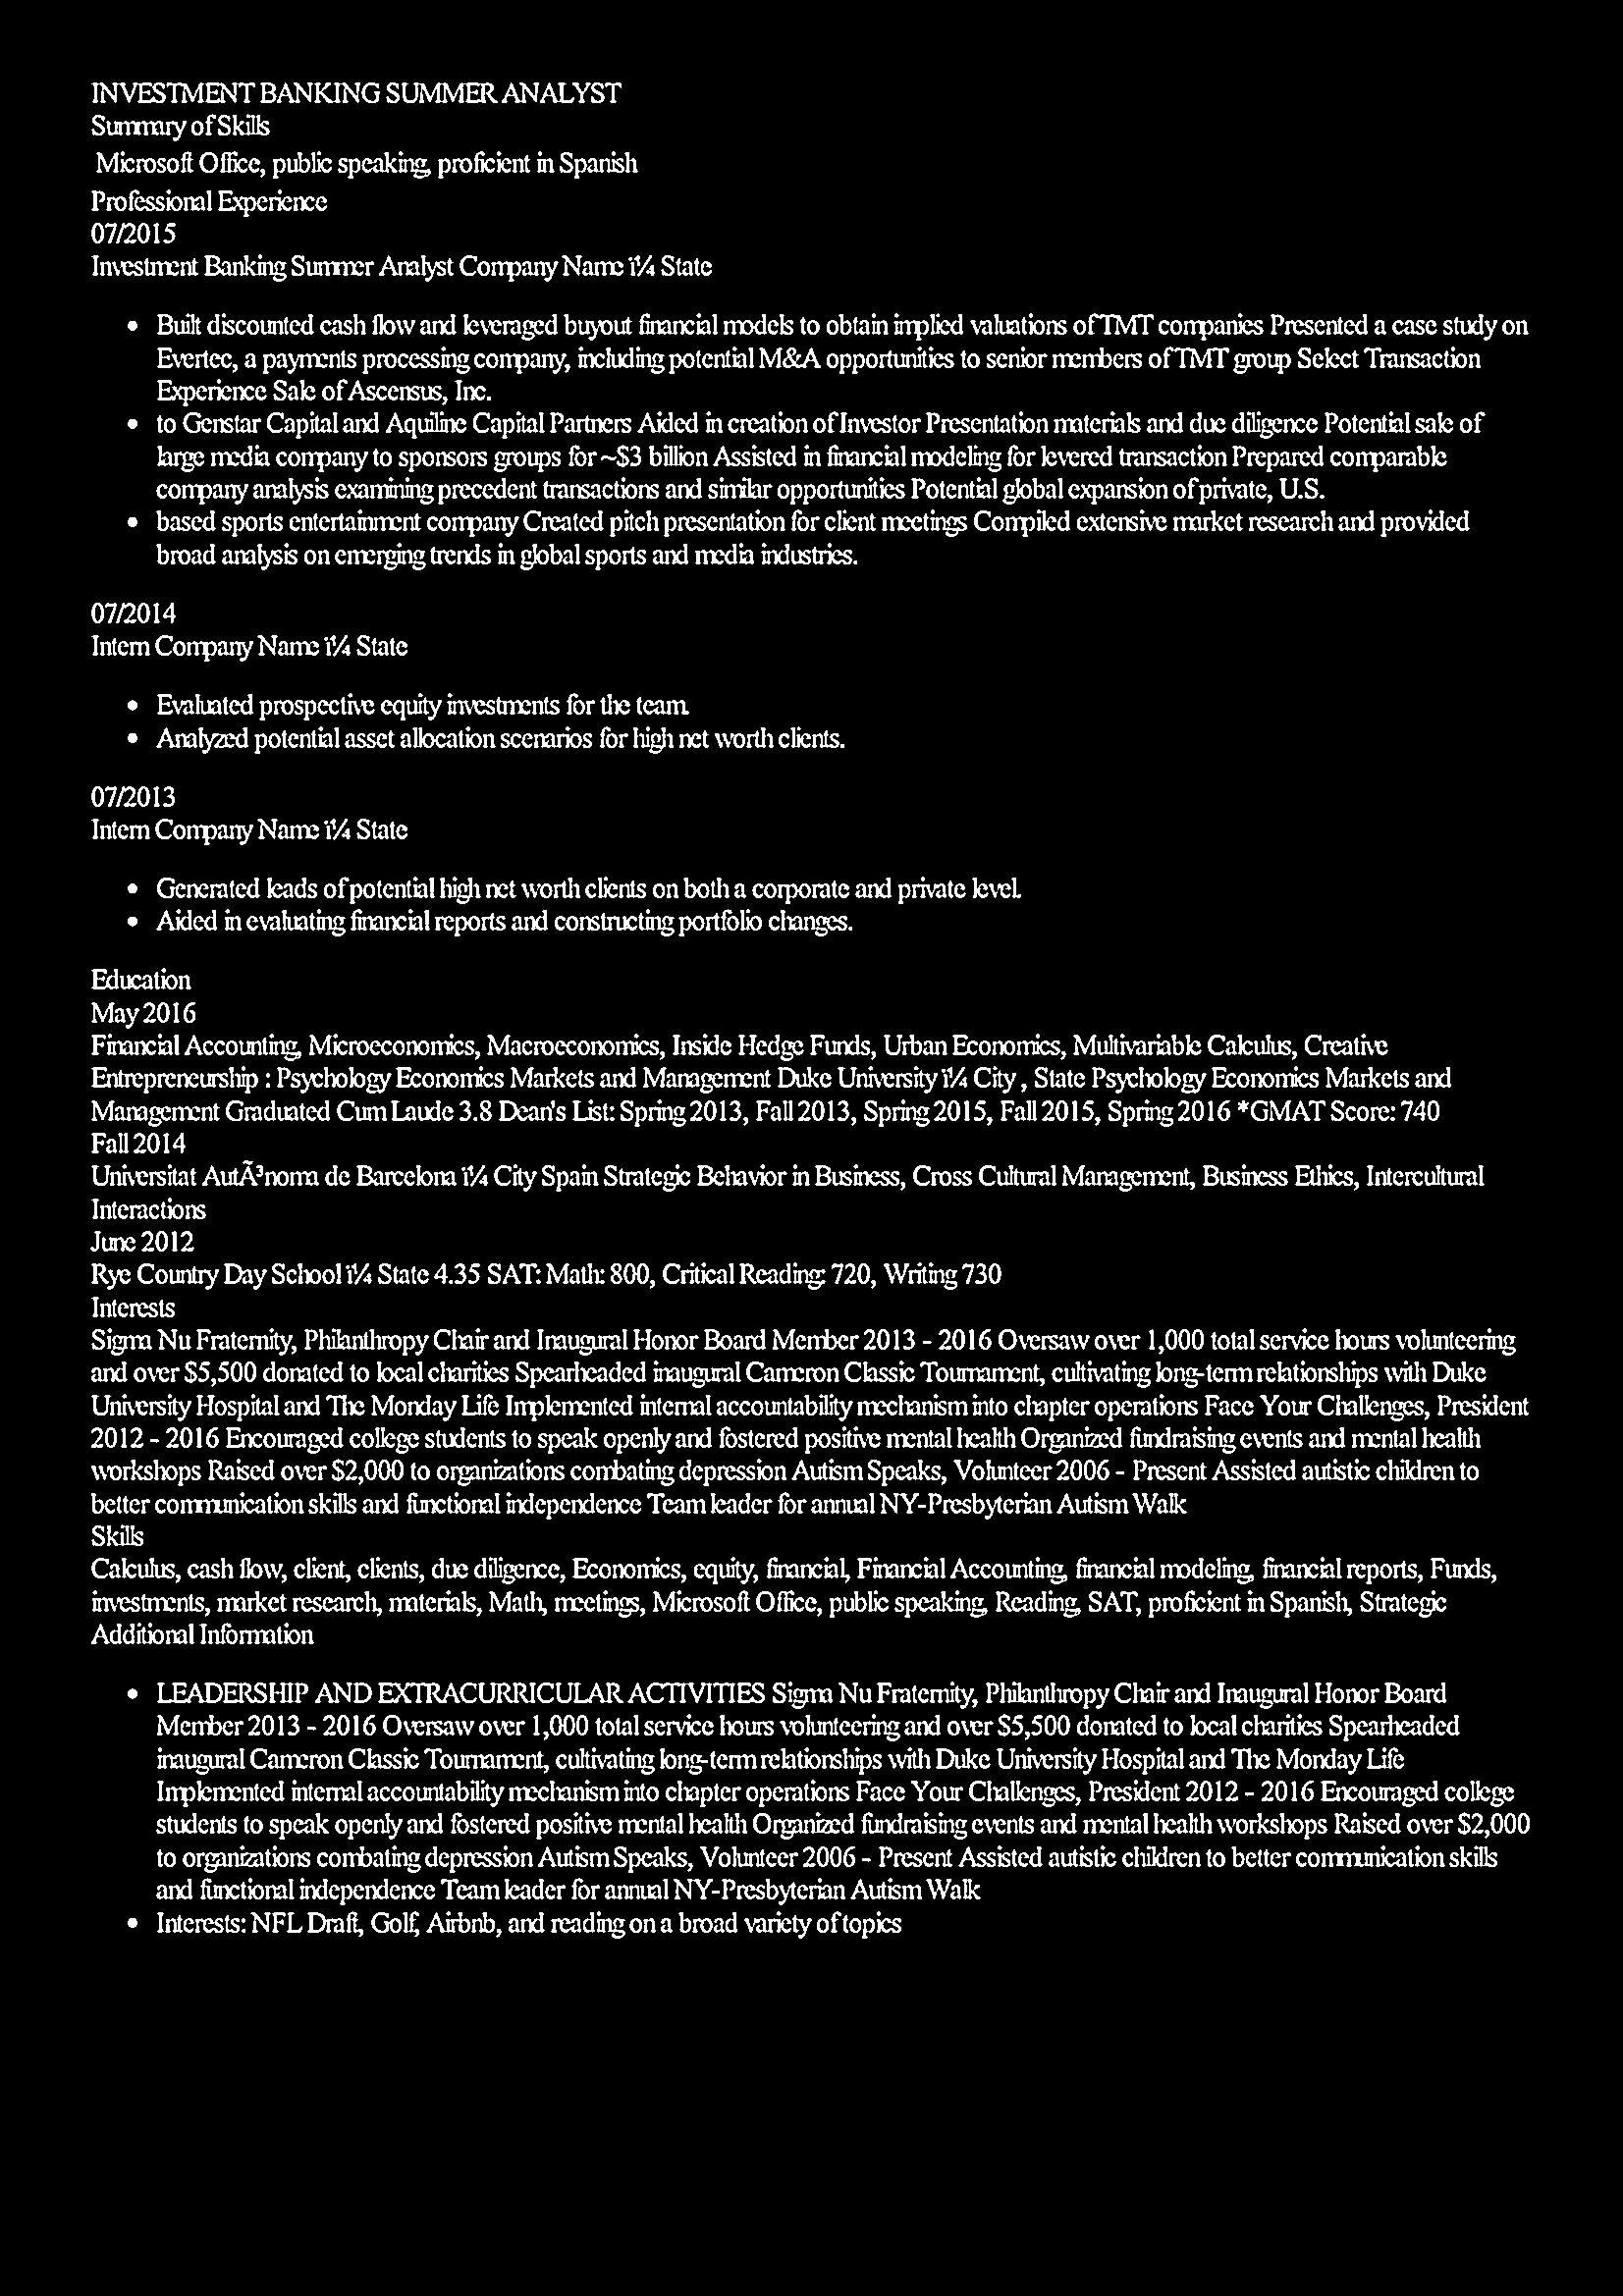 INVESTMENT BANKING SUMMER ANALYST
Summary of Skills
Microsoft Office, public speaking, proficient in Spanish
Professional Experience
07/2015
Investment Banking Summer Analyst Company Name ï¼ State
• Built discounted cash flow and leveraged buyout financial models to obtain implied valuations of TMT companies Presented a case study on
Evertec, a payments processing company, including potential M&A opportunities to senior members of TMT group Select Transaction
Experience Sale of Ascensus, Inc.
• to Genstar Capital and Aquiline Capital Partners Aided in creation of Investor Presentation materials and due diligence Potential sale of
large media company to sponsors groups for ~$3 billion Assisted in financial modeling for levered transaction Prepared comparable
company analysis examining precedent transactions and similar opportunities Potential global expansion of private, U.S.
• based sports entertainment company Created pitch presentation for client meetings Compiled extensive market research and provided
broad analysis on emerging trends in global sports and media industries.
07/2014
Intern Company Name ï¼ State
• Evaluated prospective equity investments for the team.
• Analyzed potential asset allocation scenarios for high net worth clients.
07/2013
Intern Company Name ï¼ State
• Generated leads of potential high net worth clients on both a corporate and private level.
• Aided in evaluating financial reports and constructing portfolio changes.
Education
May 2016
Financial Accounting, Microeconomics, Macroeconomics, Inside Hedge Funds, Urban Economics, Multivariable Calculus, Creative
Entrepreneurship : Psychology Economics Markets and Management Duke University ï¼ City , State Psychology Economics Markets and
Management Graduated Cum Laude 3.8 Dean's List: Spring 2013, Fall 2013, Spring 2015, Fall 2015, Spring 2016 *GMAT Score: 740
Fall 2014
Universitat AutÃ³noma de Barcelona ï¼ City Spain Strategic Behavior in Business, Cross Cultural Management, Business Ethics, Intercultural
Interactions
June 2012
Rye Country Day School ï¼ State 4.35 SAT: Math: 800, Critical Reading: 720, Writing 730
Interests
Sigma Nu Fraternity, Philanthropy Chair and Inaugural Honor Board Member 2013 - 2016 Oversaw over 1,000 total service hours volunteering
and over $5,500 donated to local charities Spearheaded inaugural Cameron Classic Tournament, cultivating long-term relationships with Duke
University Hospital and The Monday Life Implemented internal accountability mechanism into chapter operations Face Your Challenges, President
2012 - 2016 Encouraged college students to speak openly and fostered positive mental health Organized fundraising events and mental health
workshops Raised over $2,000 to organizations combating depression Autism Speaks, Volunteer 2006 - Present Assisted autistic children to
better communication skills and functional independence Team leader for annual NY-Presbyterian Autism Walk
Skills
Calculus, cash flow, client, clients, due diligence, Economics, equity, financial, Financial Accounting, financial modeling, financial reports, Funds,
investments, market research, materials, Math, meetings, Microsoft Office, public speaking, Reading, SAT, proficient in Spanish, Strategic
Additional Information
• LEADERSHIP AND EXTRACURRICULAR ACTIVITIES Sigma Nu Fraternity, Philanthropy Chair and Inaugural Honor Board
Member 2013 - 2016 Oversaw over 1,000 total service hours volunteering and over $5,500 donated to local charities Spearheaded
inaugural Cameron Classic Tournament, cultivating long-term relationships with Duke University Hospital and The Monday Life
Implemented internal accountability mechanism into chapter operations Face Your Challenges, President 2012 - 2016 Encouraged college
students to speak openly and fostered positive mental health Organized fundraising events and mental health workshops Raised over $2,000
to organizations combating depression Autism Speaks, Volunteer 2006 - Present Assisted autistic children to better communication skills
and functional independence Team leader for annual NY-Presbyterian Autism Walk
• Interests: NFL Draft, Golf, Airbnb, and reading on a broad variety of topics